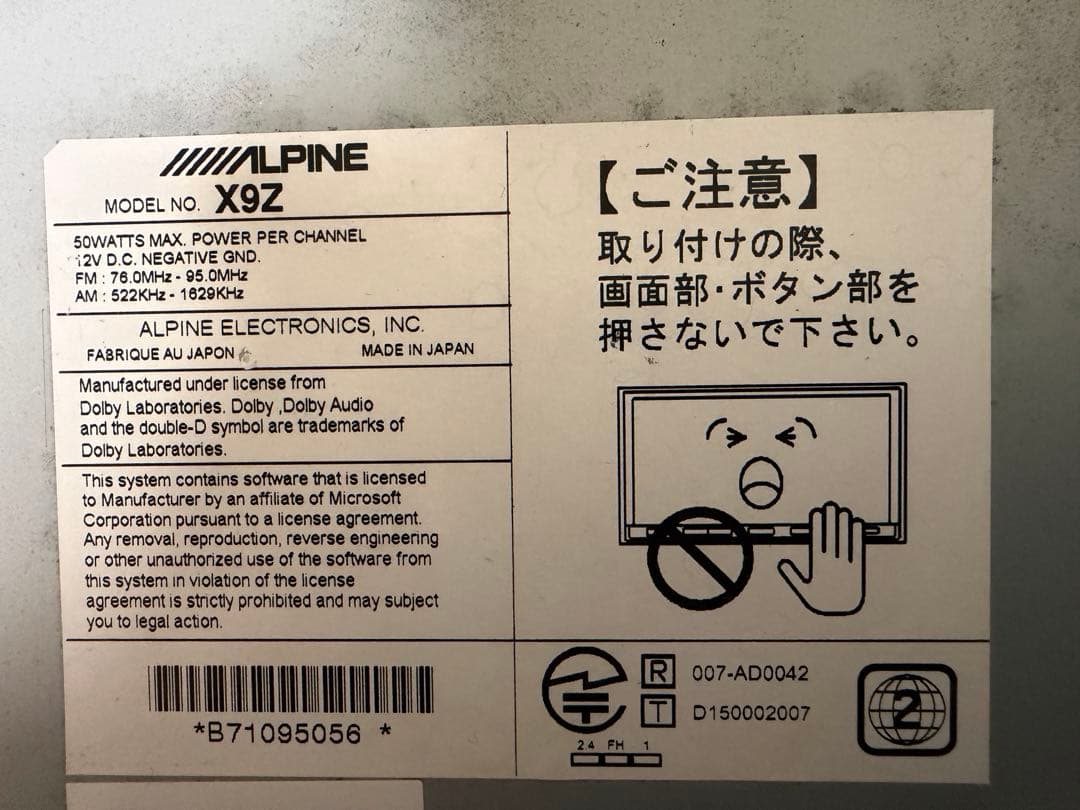 ALPINE
MODEL NO. X9Z
50WATTS MAX. POWER PER CHANNEL
12V D.C. NEGATIVE GND.
FM : 76.0MHz - 95.0MHz
AM : 522KHz - 1629KHz
ALPINE ELECTRONICS, INC.
FABRIQUE AU JAPON MADE IN JAPAN
Manufactured under license from
Dolby Laboratories. Dolby ,Dolby Audio
and the double-D symbol are trademarks of
Dolby Laboratories.
This system contains software that is licensed
to Manufacturer by an affiliate of Microsoft
Corporation pursuant to a license agreement.
Any removal, reproduction, reverse engineering
or other unauthorized use of the software from
this system in violation of the license
agreement is strictly prohibited and may subject
you to legal action.
*B71095056 *
【ご注意】
取り付けの際、
画面部・ボタン部を
押さないで下さい。
R 007-AD0042
T D150002007
2.4 FH 1
2